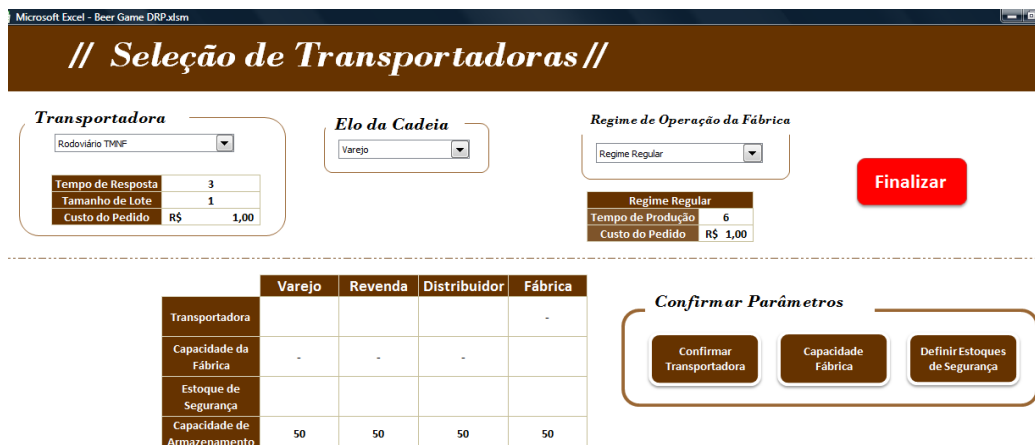 Microsoft Excel - Beer Game DRP.xlsm
// Seleção de Transportadoras //
Transportadora
Rodoviário TMNF
Tempo de Resposta 3
Tamanho de Lote 1
Custo do Pedido R$ 1,00
Elo da Cadeia
Varejo
Regime de Operação da Fábrica
Regime Regular
Regime Regular
Tempo de Produção 6
Custo do Pedido R$ 1,00
Finalizar
Varejo Revenda Distribuidor Fábrica
Transportadora -
Capacidade da
Fábrica - - -
Estoque de
Segurança
Capacidade de
Armazenamento 50 50 50 50
Confirmar Parâmetros
Confirmar
Transportadora
Capacidade
Fábrica
Definir Estoques
de Segurança